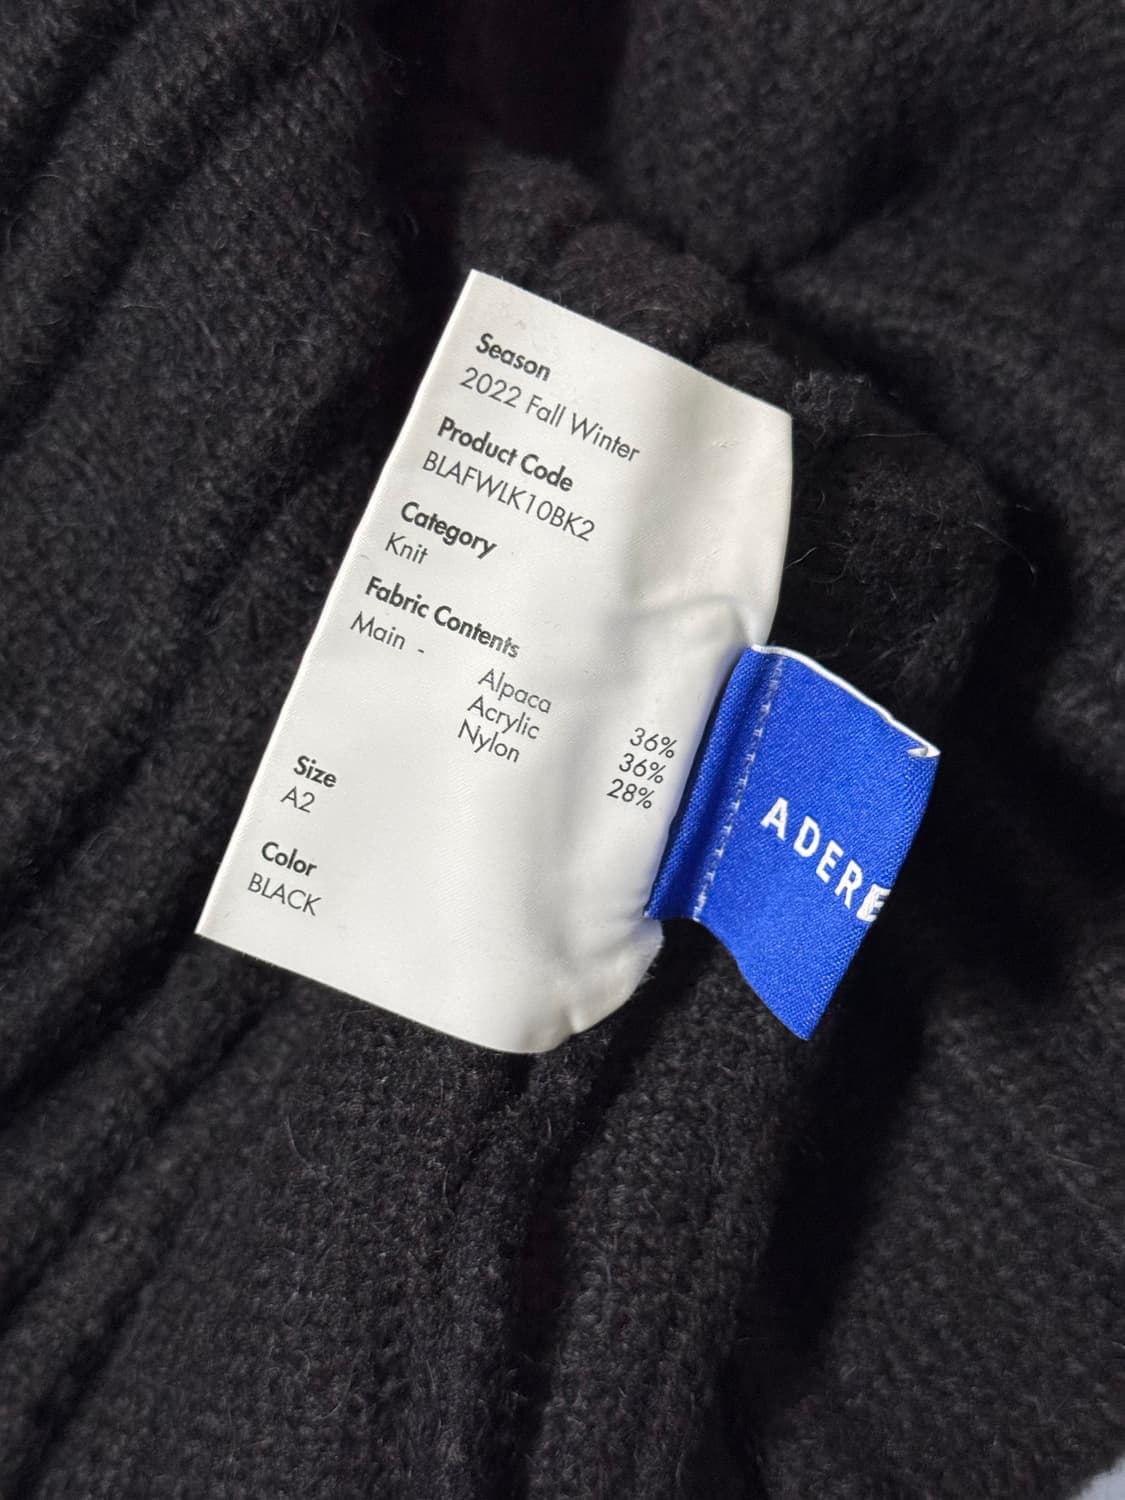 Season
2022 Fall Winter
Product Code
BLAFWLK10BK2
Category
Knit
Fabric Contents
Main -
Alpaca 36%
Acrylic 36%
Nylon 28%
Size
A2
Color
BLACK
ADERE